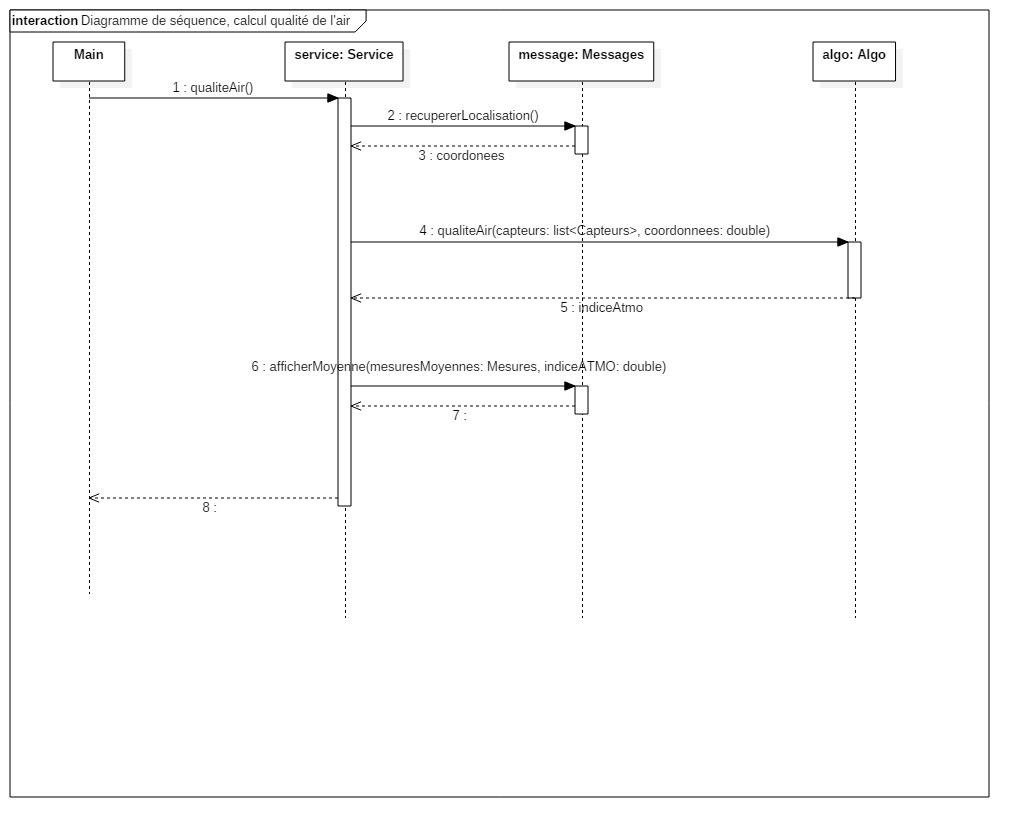 interaction Diagramme de séquence, calcul qualité de l'air
Main
service: Service
message: Messages
algo: Algo
1 : qualiteAir()
2 : recupererLocalisation()
3 : coordonees
4 : qualiteAir(capteurs: list<Capteurs>, coordonnees: double)
5 : indiceAtmo
6 : afficherMoyenne(mesuresMoyennes: Mesures, indiceATMO: double)
7 :
8 :